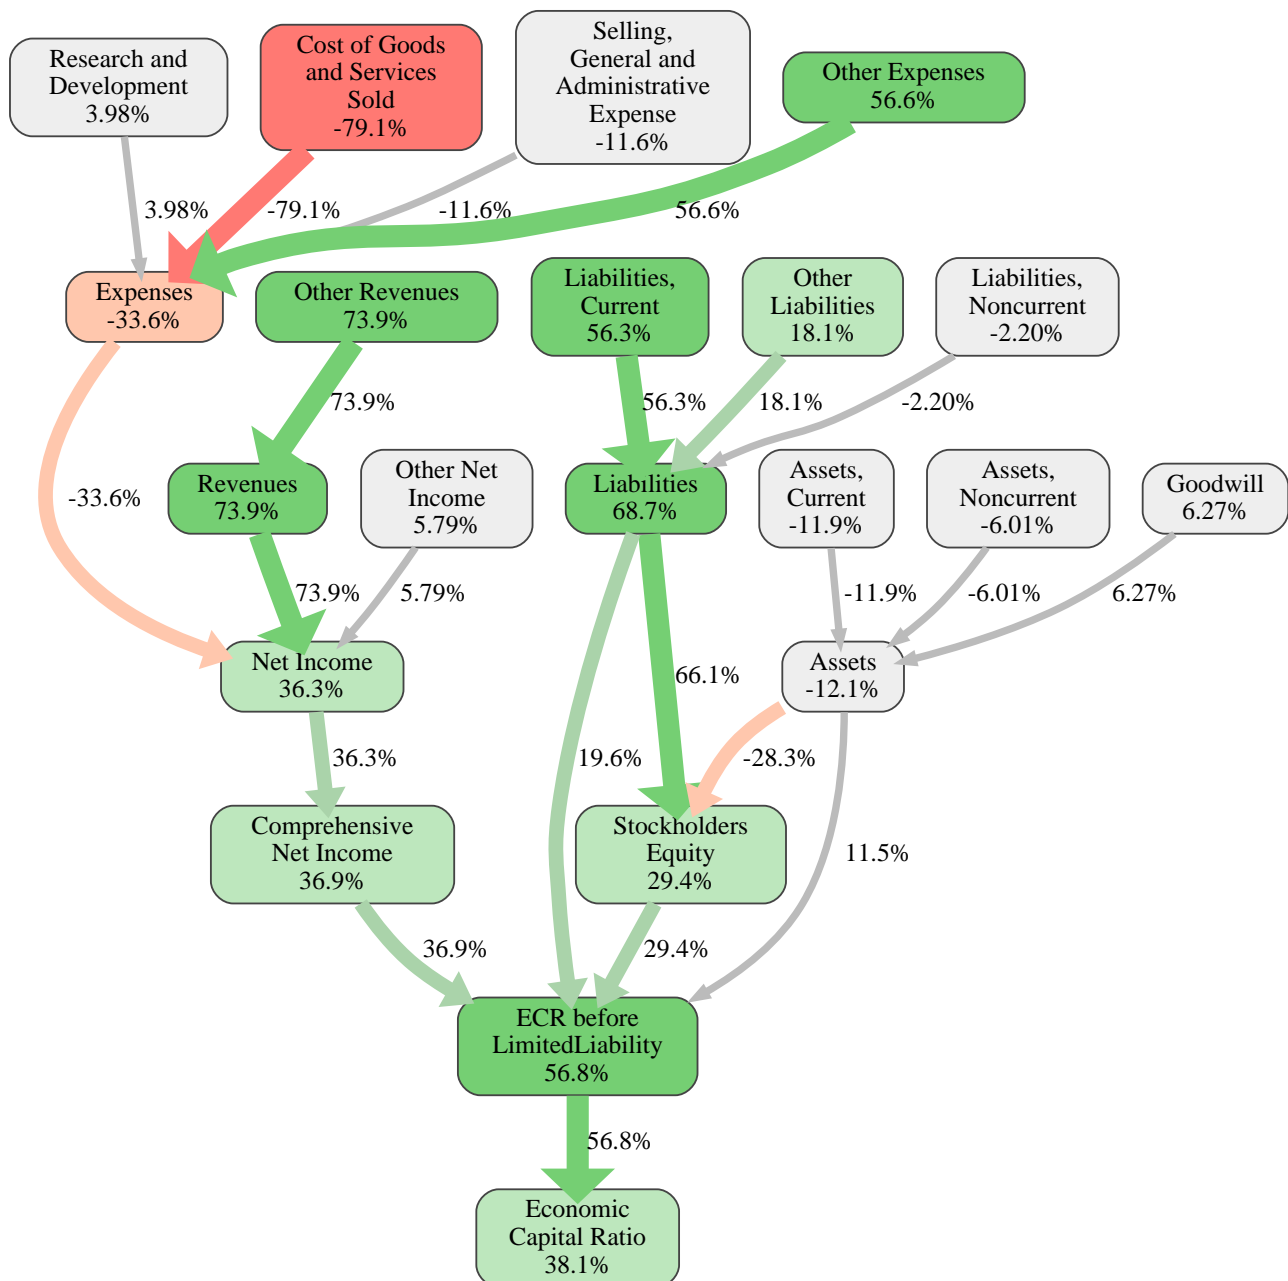 Research and
Development
3.98%
Cost of Goods
and Services
Sold
-79.1%
Selling,
General and
Administrative
Expense
-11.6%
Other Expenses
56.6%
3.98%
-79.1%
-11.6%
56.6%
Expenses
-33.6%
Other Revenues
73.9%
Liabilities,
Current
56.3%
Other
Liabilities
18.1%
Liabilities,
Noncurrent
-2.20%
73.9%
56.3%
18.1%
-2.20%
-33.6%
Revenues
73.9%
Other Net
Income
5.79%
Liabilities
68.7%
Assets,
Current
-11.9%
Assets,
Noncurrent
-6.01%
Goodwill
6.27%
73.9%
5.79%
-11.9%
-6.01%
6.27%
Net Income
36.3%
66.1%
Assets
-12.1%
36.3%
19.6%
-28.3%
Comprehensive
Net Income
36.9%
Stockholders
Equity
29.4%
11.5%
36.9%
29.4%
ECR before
LimitedLiability
56.8%
56.8%
Economic
Capital Ratio
38.1%